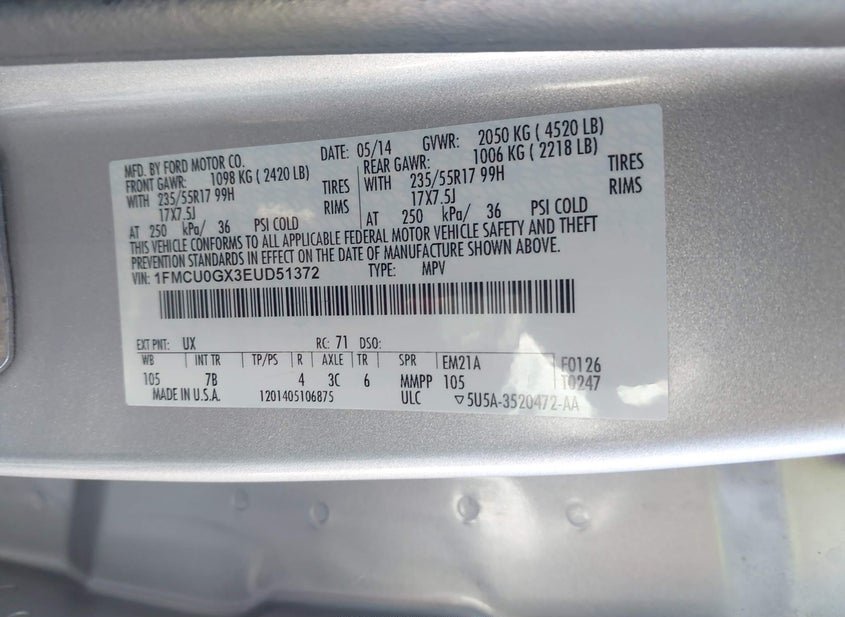 MFD. BY FORD MOTOR CO. DATE: 05/14 GVWR: 2050 KG ( 4520 LB)
FRONT GAWR: 1098 KG ( 2420 LB) REAR GAWR: 1006 KG ( 2218 LB)
WITH 235/55R17 99H TIRES WITH 235/55R17 99H TIRES
17X7.5J RIMS 17X7.5J RIMS
AT 250 kPa/ 36 PSI COLD AT 250 kPa/ 36 PSI COLD
THIS VEHICLE CONFORMS TO ALL APPLICABLE FEDERAL MOTOR VEHICLE SAFETY AND THEFT
PREVENTION STANDARDS IN EFFECT ON THE DATE OF MANUFACTURE SHOWN ABOVE.
VIN: 1FMCU0GX3EUD51372 TYPE: MPV
EXT PNT: UX RC: 71 DSO:
WB INT TR TP/PS R AXLE TR SPR EM21A F0126
105 7B 4 3C 6 MMPP 105 T0247
MADE IN U.S.A. 1201405106875 ULC ▽5U5A-3520472-AA